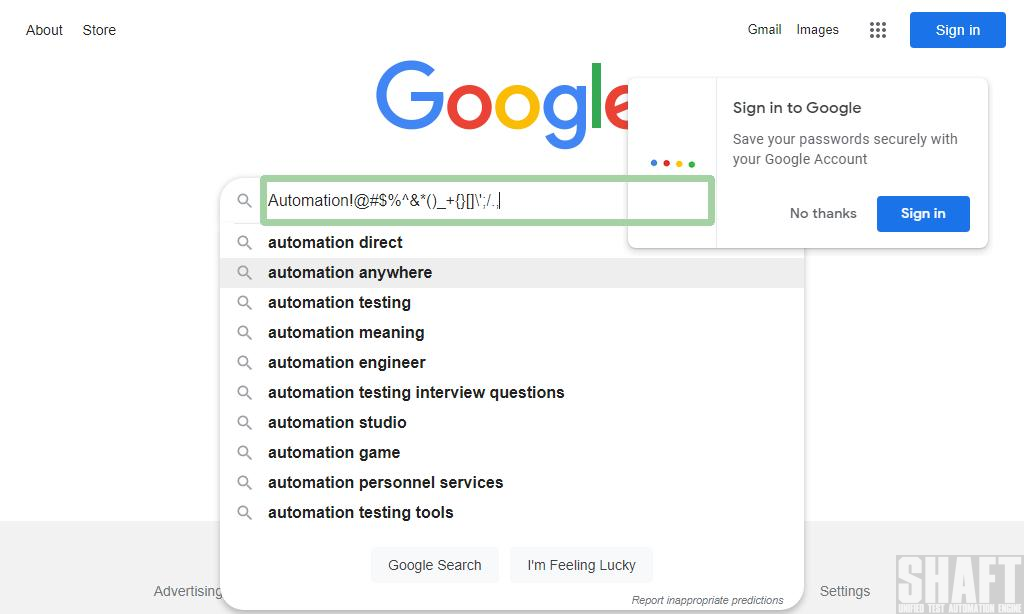 About Store
Gmail Images
Sign in
Google
Sign in to Google
Save your passwords securely with
your Google Account
No thanks
Sign in
Automation!@#$%^&*()_+{}[]\';/.,
automation direct
automation anywhere
automation testing
automation meaning
automation engineer
automation testing interview questions
automation studio
automation game
automation personnel services
automation testing tools
Google Search
I'm Feeling Lucky
Advertising
Settings
Report inappropriate predictions
SHAFT
UNIFIED TEST AUTOMATION ENGINE